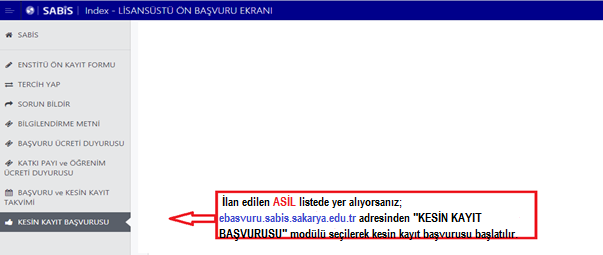 SABİS | Index - LİSANSÜSTÜ ÖN BAŞVURU EKRANI
SABİS
ENSTİTÜ ÖN KAYIT FORMU
TERCİH YAP
SORUN BİLDİR
BİLGİLENDİRME METNİ
BAŞVURU ÜCRETİ DUYURUSU
KATKI PAYI ve ÖĞRENİM
ÜCRETİ DUYURUSU
BAŞVURU ve KESİN KAYIT
TAKVİMİ
KESİN KAYIT BAŞVURUSU
İlan edilen ASİL listede yer alıyorsanız;
ebasvuru.sabis.sakarya.edu.tr adresinden "KESİN KAYIT
BAŞVURUSU" modülü seçilerek kesin kayıt başvurusu başlatılır